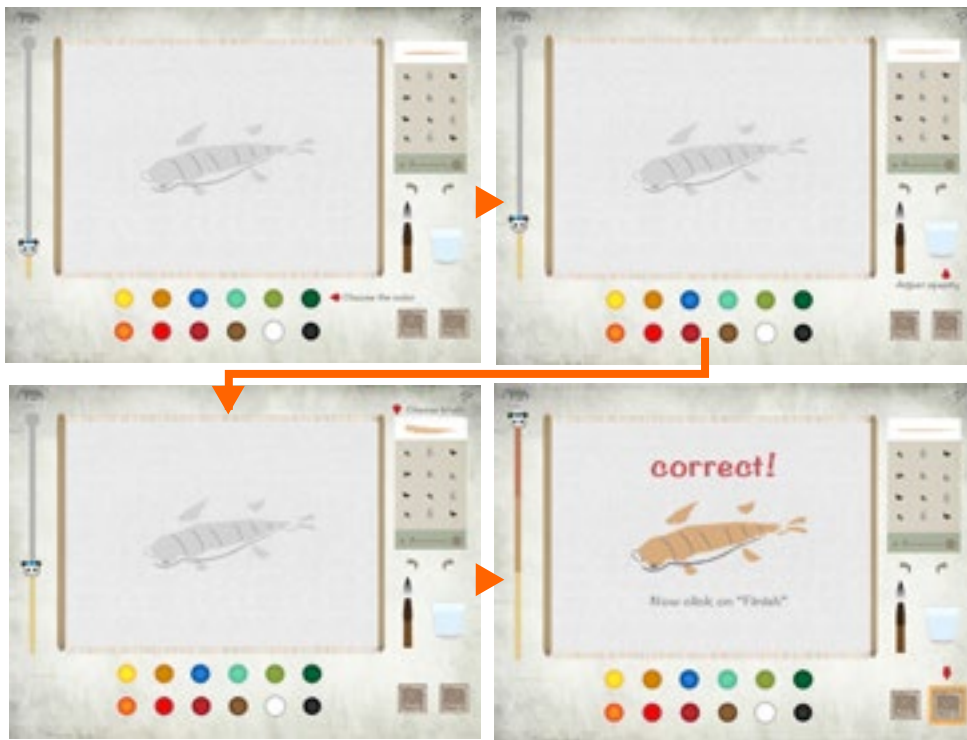 Choose the color
Adjust opacity
Choose brush
correct!
Now click on "Finish"